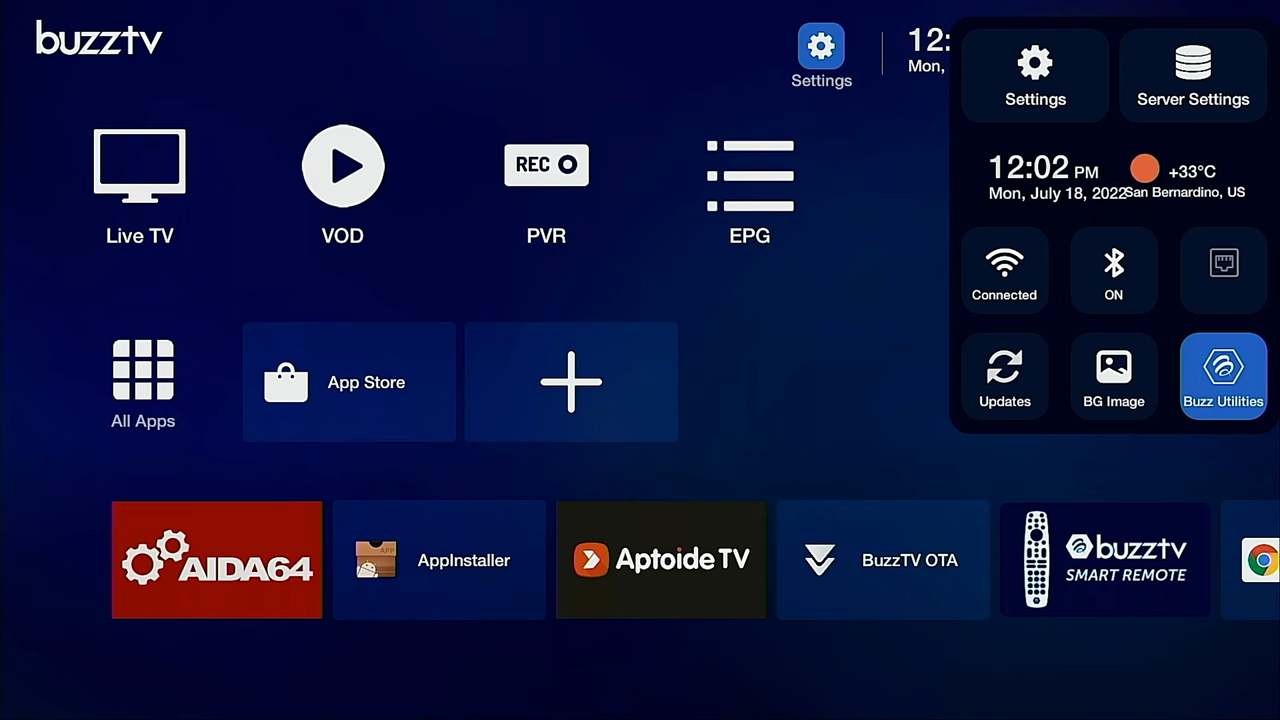 buzztv
Settings
12:
Mon,
Settings
Server Settings
12:02 PM
+33°C
Mon, July 18, 2022
San Bernardino, US
Live TV
VOD
REC
PVR
EPG
Connected
ON
Updates
BG Image
Buzz Utilities
All Apps
App Store
AIDA64
APP
AppInstaller
Aptoide TV
BuzzTV OTA
buzztv
SMART REMOTE